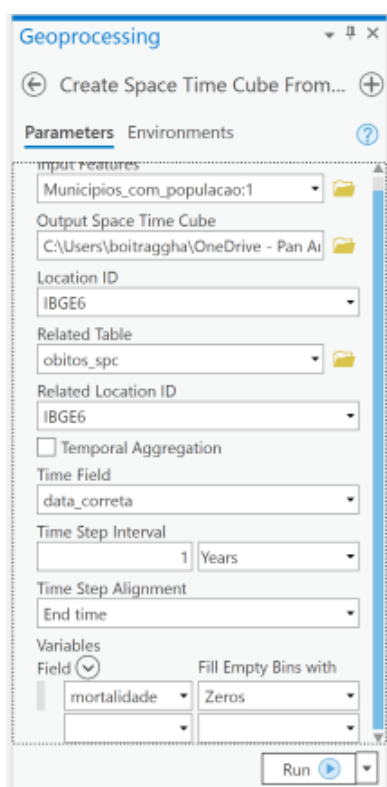 Geoprocessing
Create Space Time Cube From...
Parameters Environments
Input Features
Municipios_com_populacao:1
Output Space Time Cube
C:\Users\boitraggha\OneDrive - Pan Au
Location ID
IBGE6
Related Table
obitos_spc
Related Location ID
IBGE6
Temporal Aggregation
Time Field
data_correta
Time Step Interval
1 Years
Time Step Alignment
End time
Variables
Field Fill Empty Bins with
mortalidade Zeros
Run